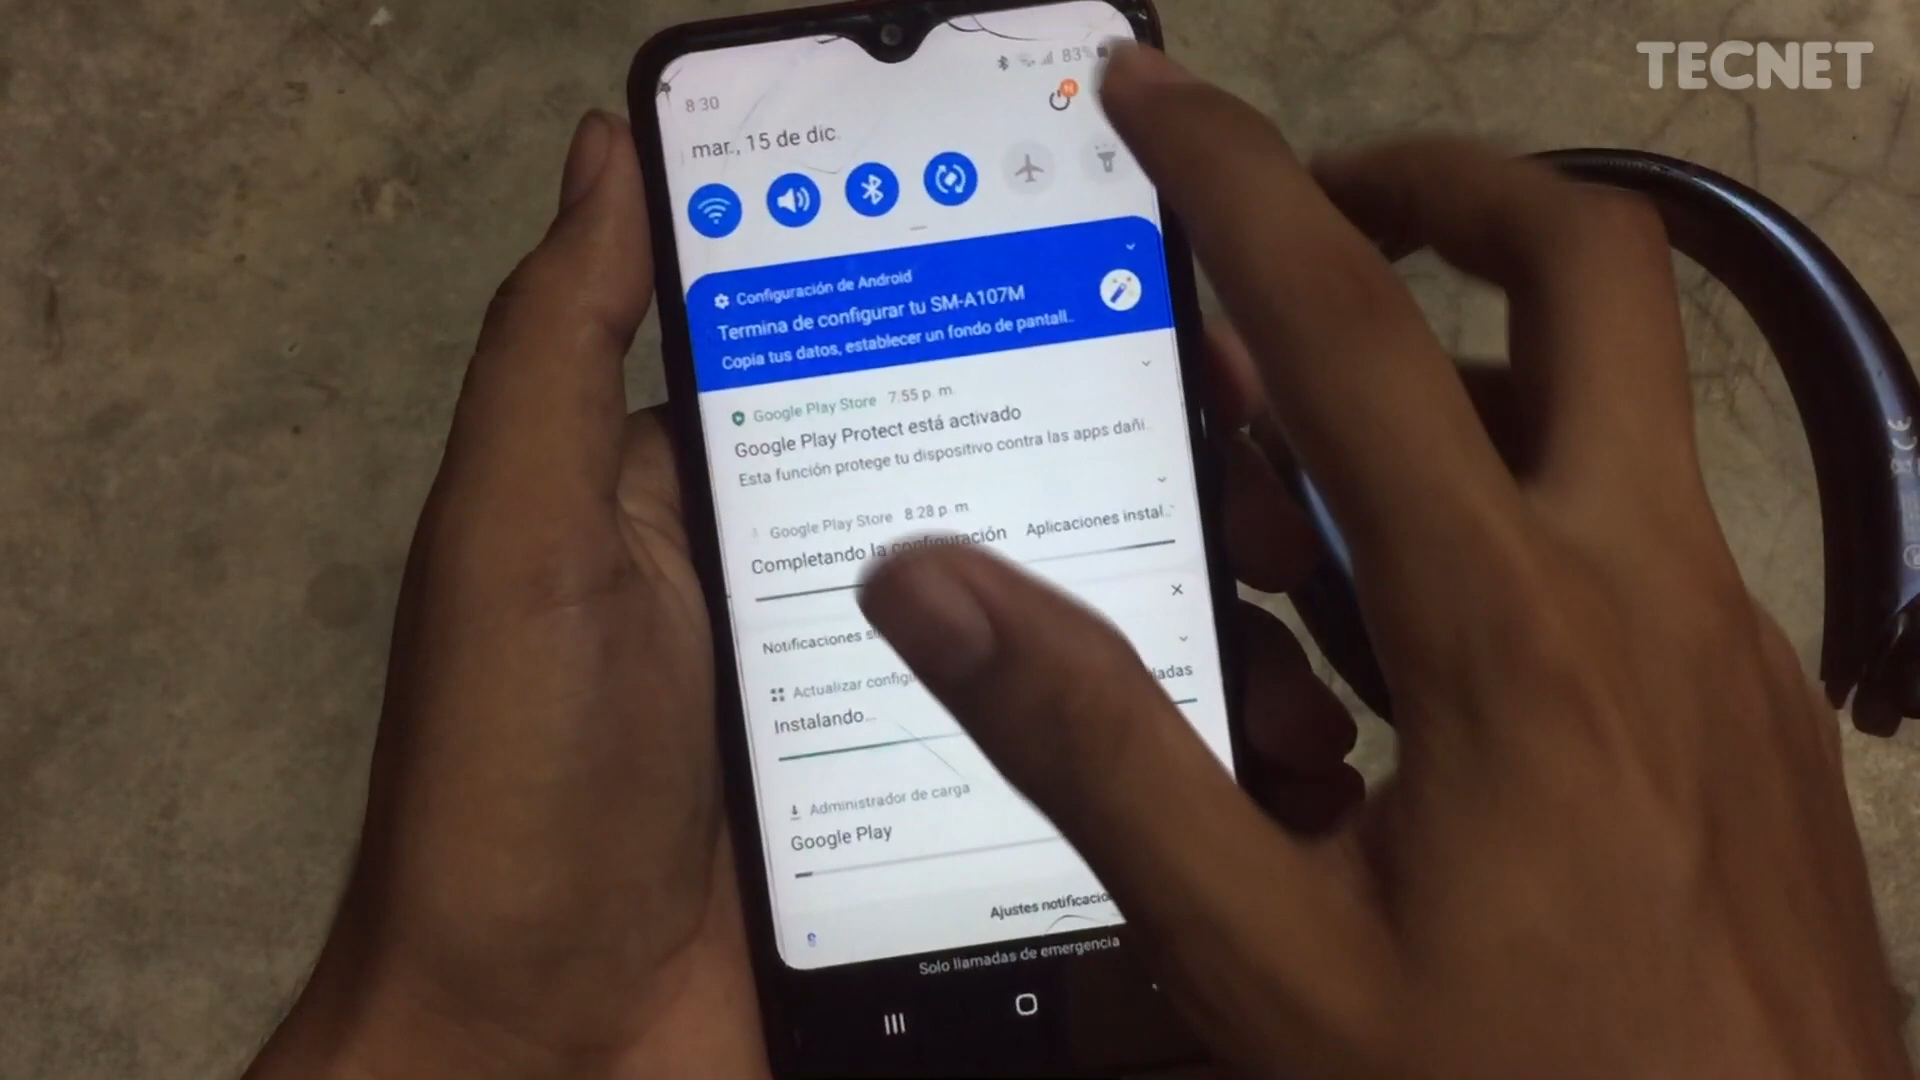 TECNET
83%
8:30
mar., 15 de dic.
Configuración de Android
Termina de configurar tu SM-A107M
Copia tus datos, establecer un fondo de pantall..
Google Play Store 7:55 p. m.
Google Play Protect está activado
Esta función protege tu dispositivo contra las apps dañi..
Google Play Store 8:28 p. m
Completando la configuración Aplicaciones instal..
Notificaciones
Actualizar
Instalando...
Administrador de carga
Google Play
Ajustes
Solo llamadas de emergencia
CE